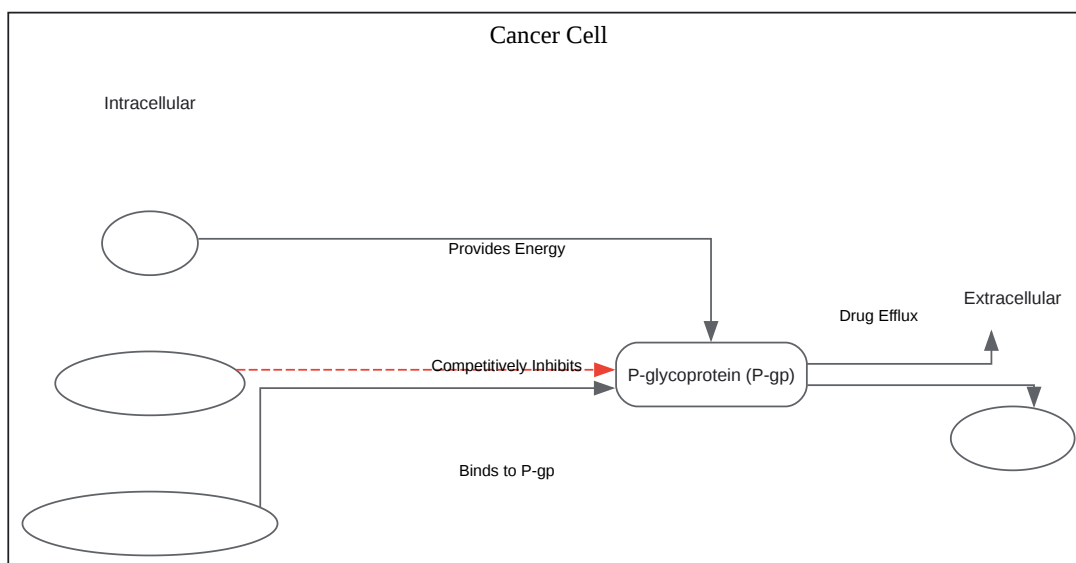 Cancer Cell
Intracellular
Provides Energy
Extracellular
Drug Efflux
Competitively Inhibits
P-glycoprotein (P-gp)
Binds to P-gp